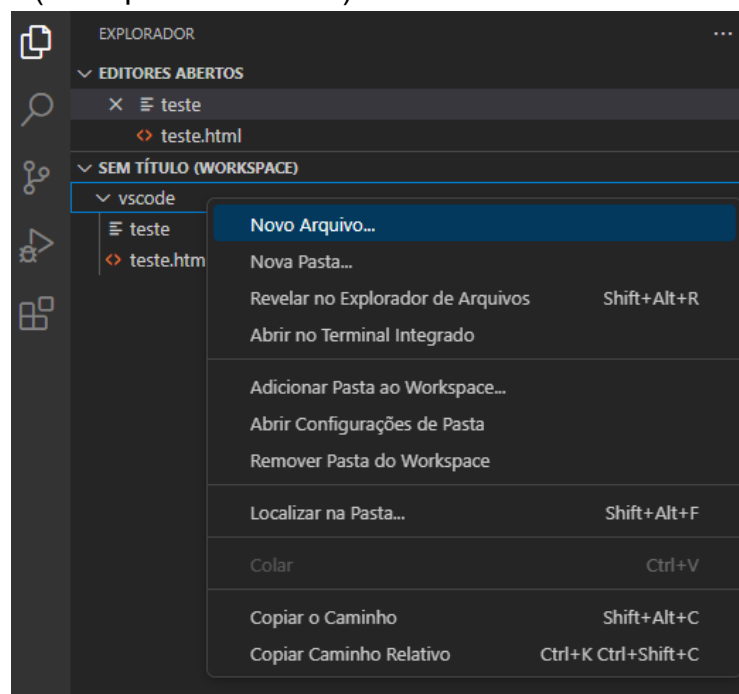 EXPLORADOR
EDITORES ABERTOS
teste
teste.html
SEM TÍTULO (WORKSPACE)
vscode
teste
teste.htm
Novo Arquivo...
Nova Pasta...
Revelar no Explorador de Arquivos Shift+Alt+R
Abrir no Terminal Integrado
Adicionar Pasta ao Workspace...
Abrir Configurações de Pasta
Remover Pasta do Workspace
Localizar na Pasta... Shift+Alt+F
Colar Ctrl+V
Copiar o Caminho Shift+Alt+C
Copiar Caminho Relativo Ctrl+K Ctrl+Shift+C